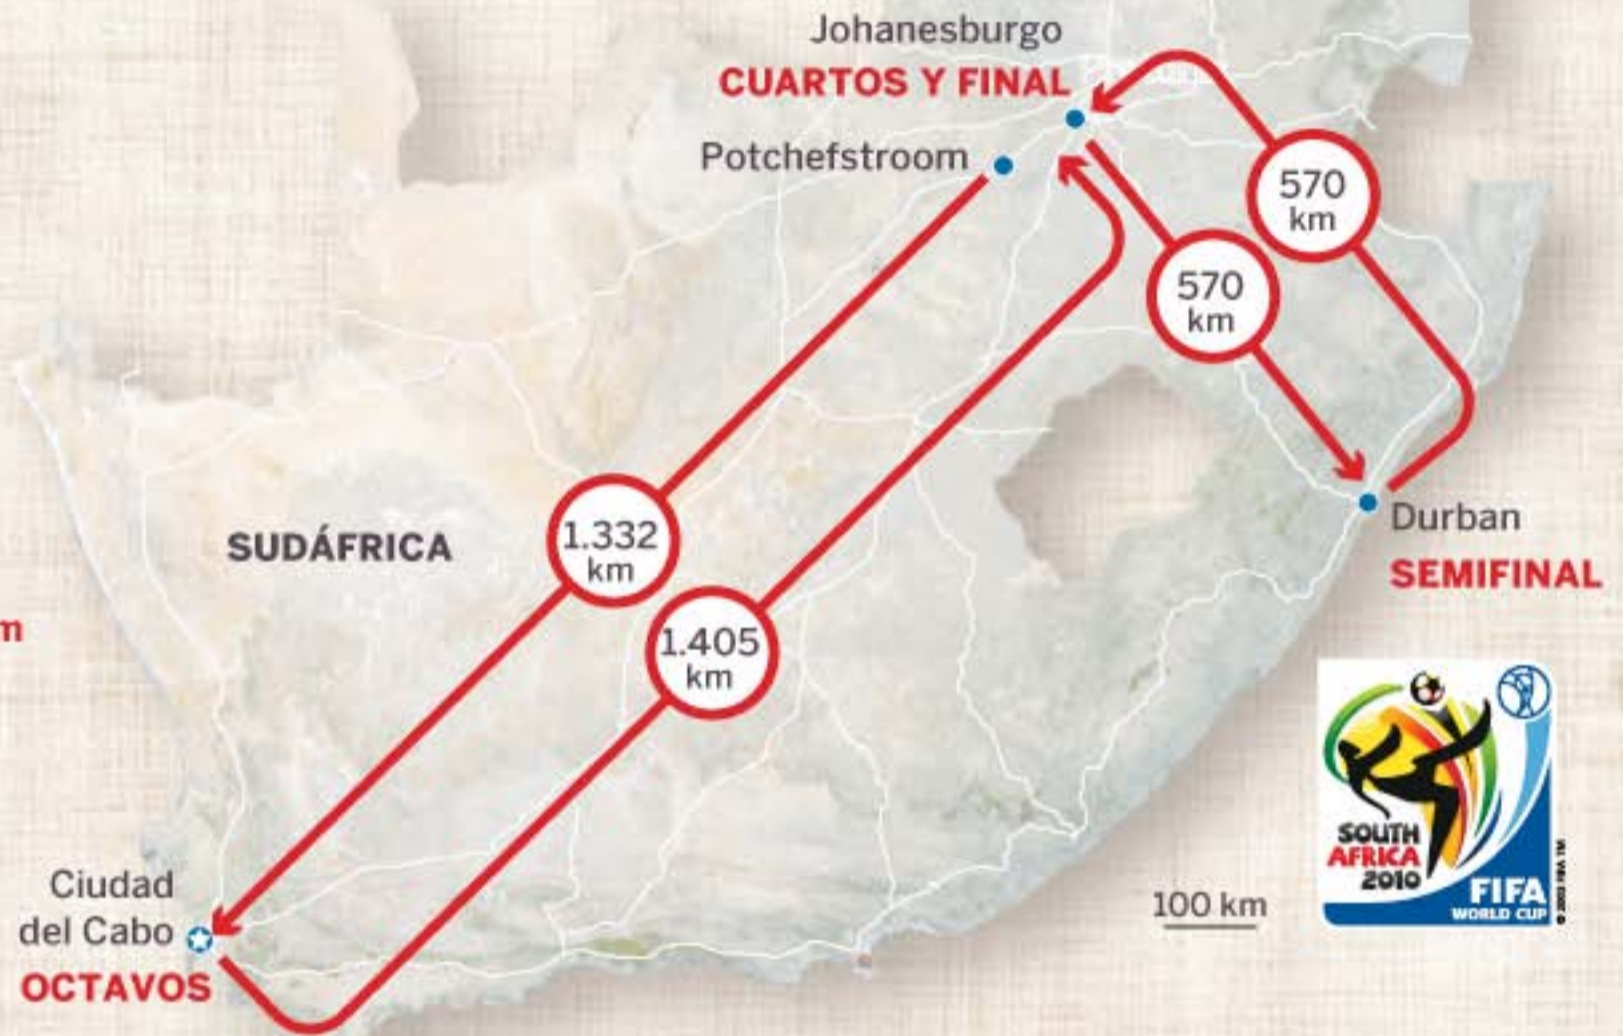 Johanesburgo
CUARTOS Y FINAL
Potchefstroom
570
km
570
km
1.332
km
SUDÁFRICA
Durban
SEMIFINAL
m
1.405
km
Ciudad
del Cabo
OCTAVOS
100 km
SOUTH
AFRICA
2010
FIFA
WORLD CUP